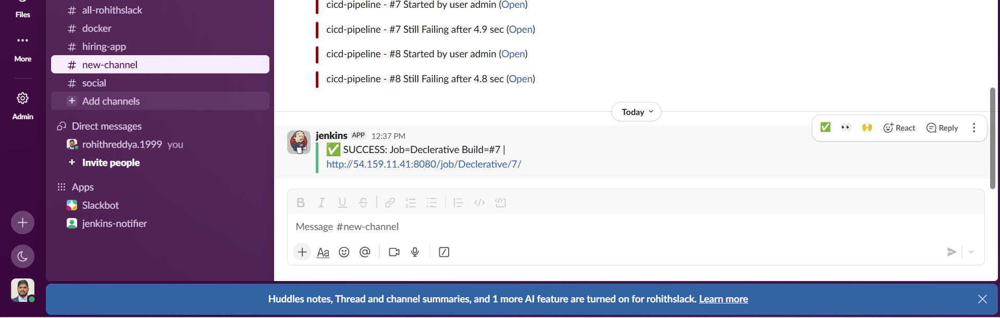 Files
More
Admin
# all-rohithslack
# docker
# hiring-app
# new-channel
# social
+ Add channels
Direct messages
rohithreddya.1999 you
+ Invite people
Apps
Slackbot
jenkins-notifier
cicd-pipeline - #7 Started by user admin (Open)
cicd-pipeline - #7 Still Failing after 4.9 sec (Open)
cicd-pipeline - #8 Started by user admin (Open)
cicd-pipeline - #8 Still Failing after 4.8 sec (Open)
Today
React Reply
jenkins APP 12:37 PM
✅ SUCCESS: Job=Declerative Build=#7 |
http://54.159.11.41:8080/job/Declerative/7/
B I U S
Message #new-channel
+ Aa @
Huddles notes, Thread and channel summaries, and 1 more AI feature are turned on for rohithslack. Learn more